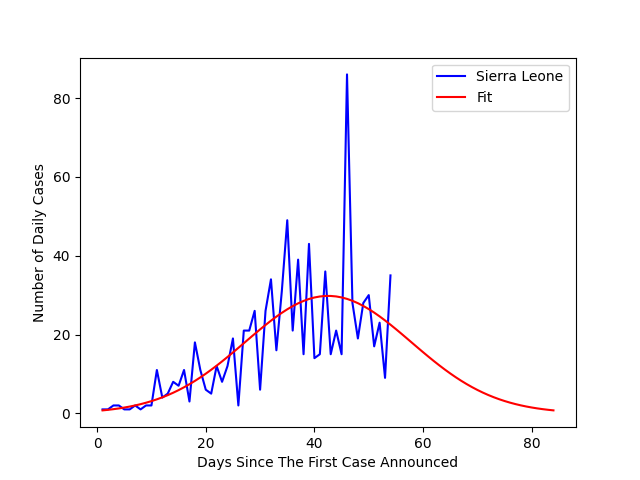 Sierra Leone
Fit
80
60
40
20
0
Number of Daily Cases
0 20 40 60 80
Days Since The First Case Announced